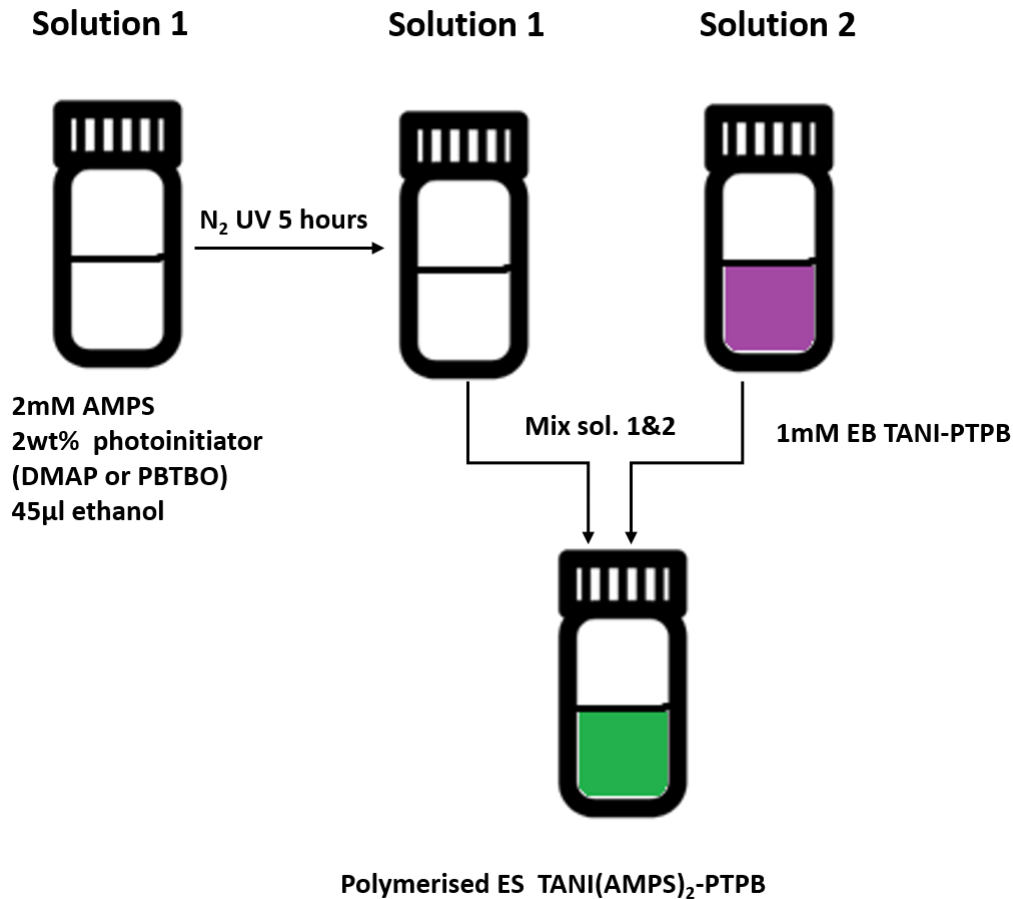 Solution 1
Solution 1
Solution 2
N₂ UV 5 hours
2mM AMPS
2wt%  photoinitiator
(DMAP or PBTBO)
45µl ethanol
Mix sol. 1&2
1mM EB TANI-PTPB
Polymerised ES  TANI(AMPS)₂-PTPB